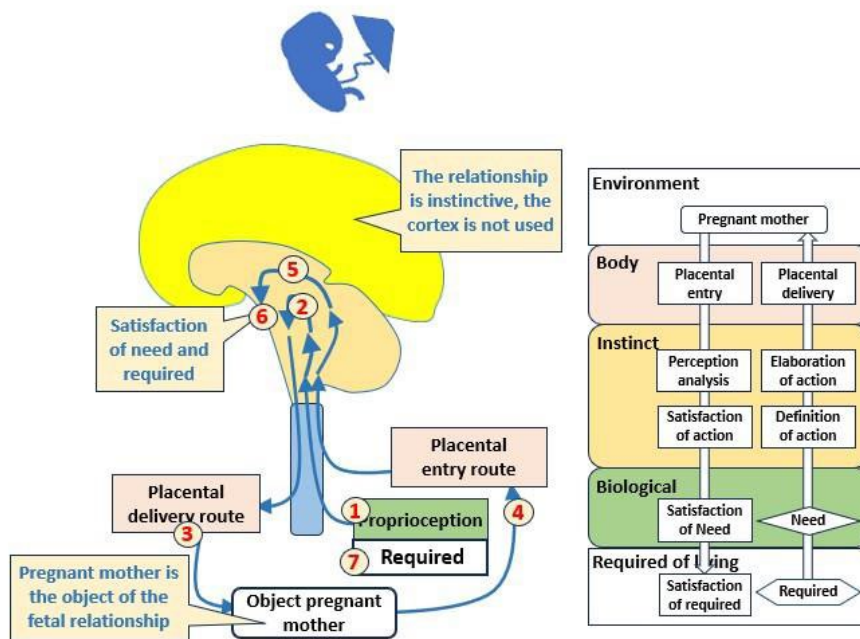 The relationship
is instinctive, the
cortex is not used
5
2
6
Satisfaction
of need and
required
Placental
entry route
Placental
delivery route
1
Proprioception
4
3
7
Required
Pregnant mother is
the object of the
fetal relationship
Object pregnant
mother
Environment
Pregnant mother
Body
Placental
entry
Placental
delivery
Instinct
Perception
analysis
Elaboration
of action
Satisfaction
of action
Definition
of action
Biological
Satisfaction
of Need
Need
Required of Living
Satisfaction
of required
Required